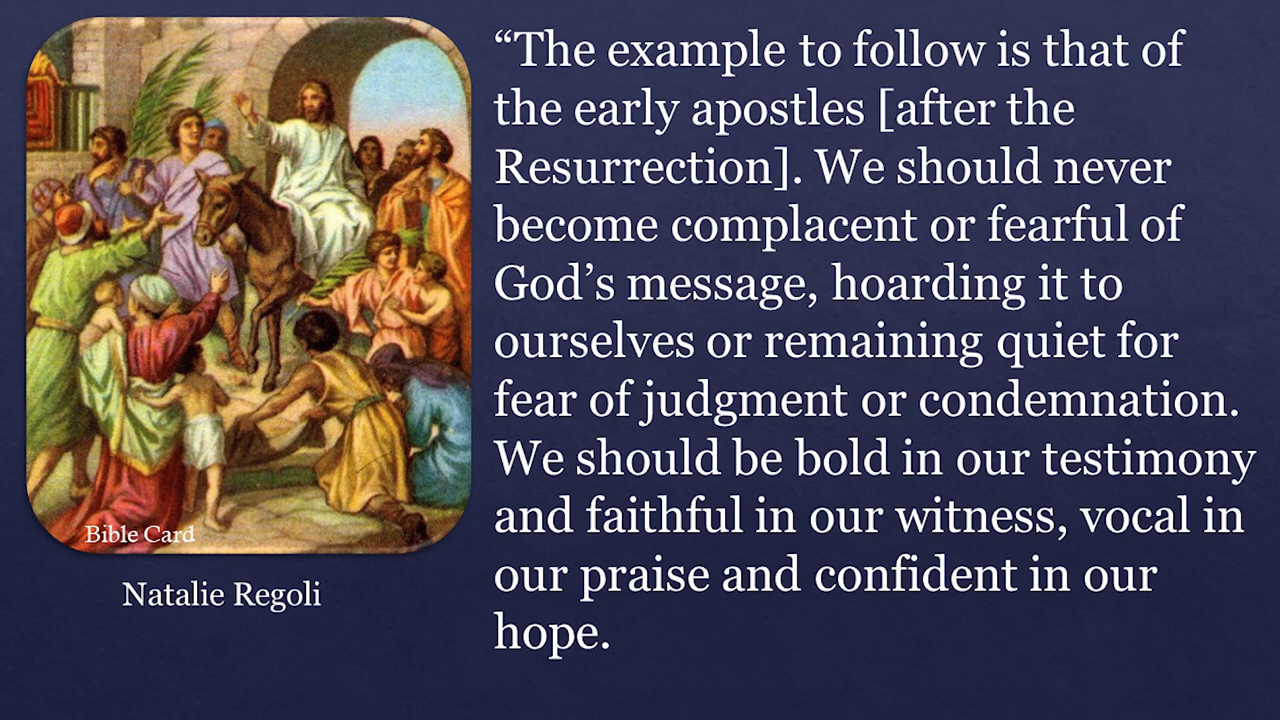 “The example to follow is that of
the early apostles [after the
Resurrection]. We should never
become complacent or fearful of
God’s message, hoarding it to
ourselves or remaining quiet for
fear of judgment or condemnation.
We should be bold in our testimony
and faithful in our witness, vocal in
our praise and confident in our
hope.
Bible Card
Natalie Regoli